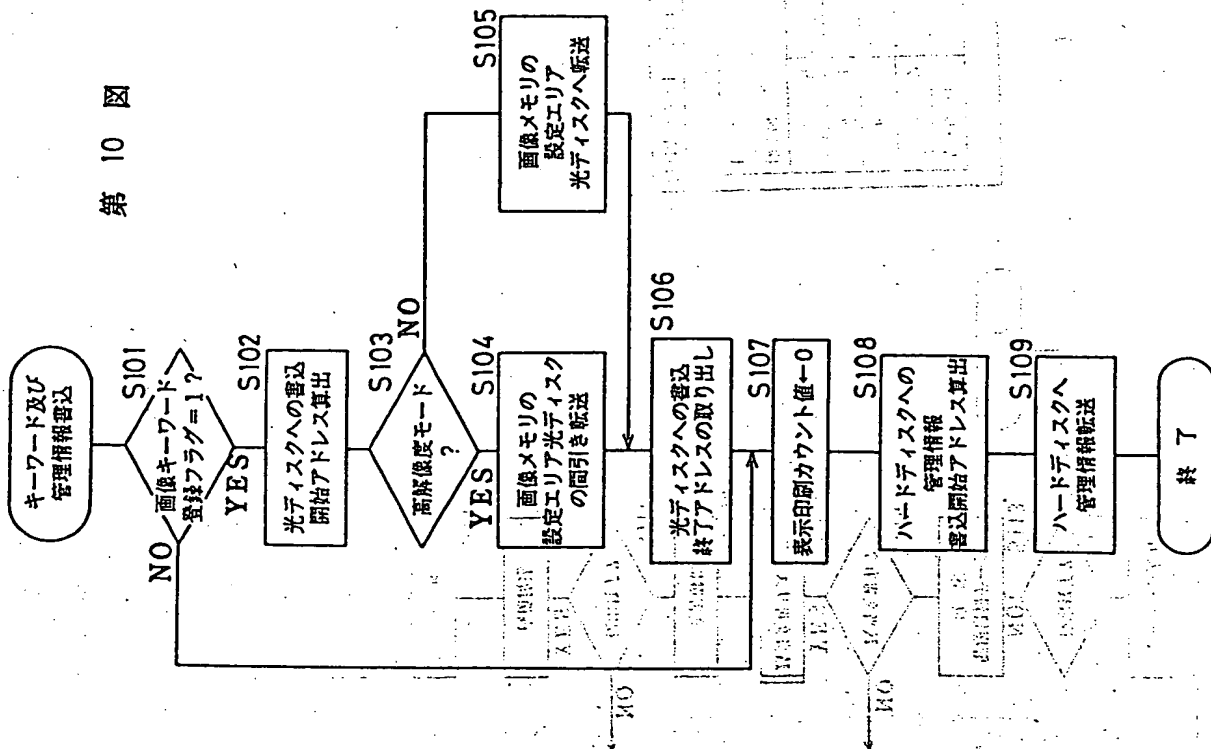 第 10 図
キーワード及び
管理情報書込
S101
画像キーワード
登録フラグ=1?
NO
YES
S102
光ディスクへの書込
開始アドレス算出
S103
高解像度モード
?
NO
YES
S104
画像メモリの
設定エリア光ディスク
の間引き転送
S105
画像メモリの
設定エリア
光ディスクへ転送
S106
光ディスクへの書込
終了アドレスの取り出し
S107
表示印刷カウント値←0
S108
ハードディスクへの
管理情報
書込開始アドレス算出
S109
ハードディスクへ
管理情報転送
終 了